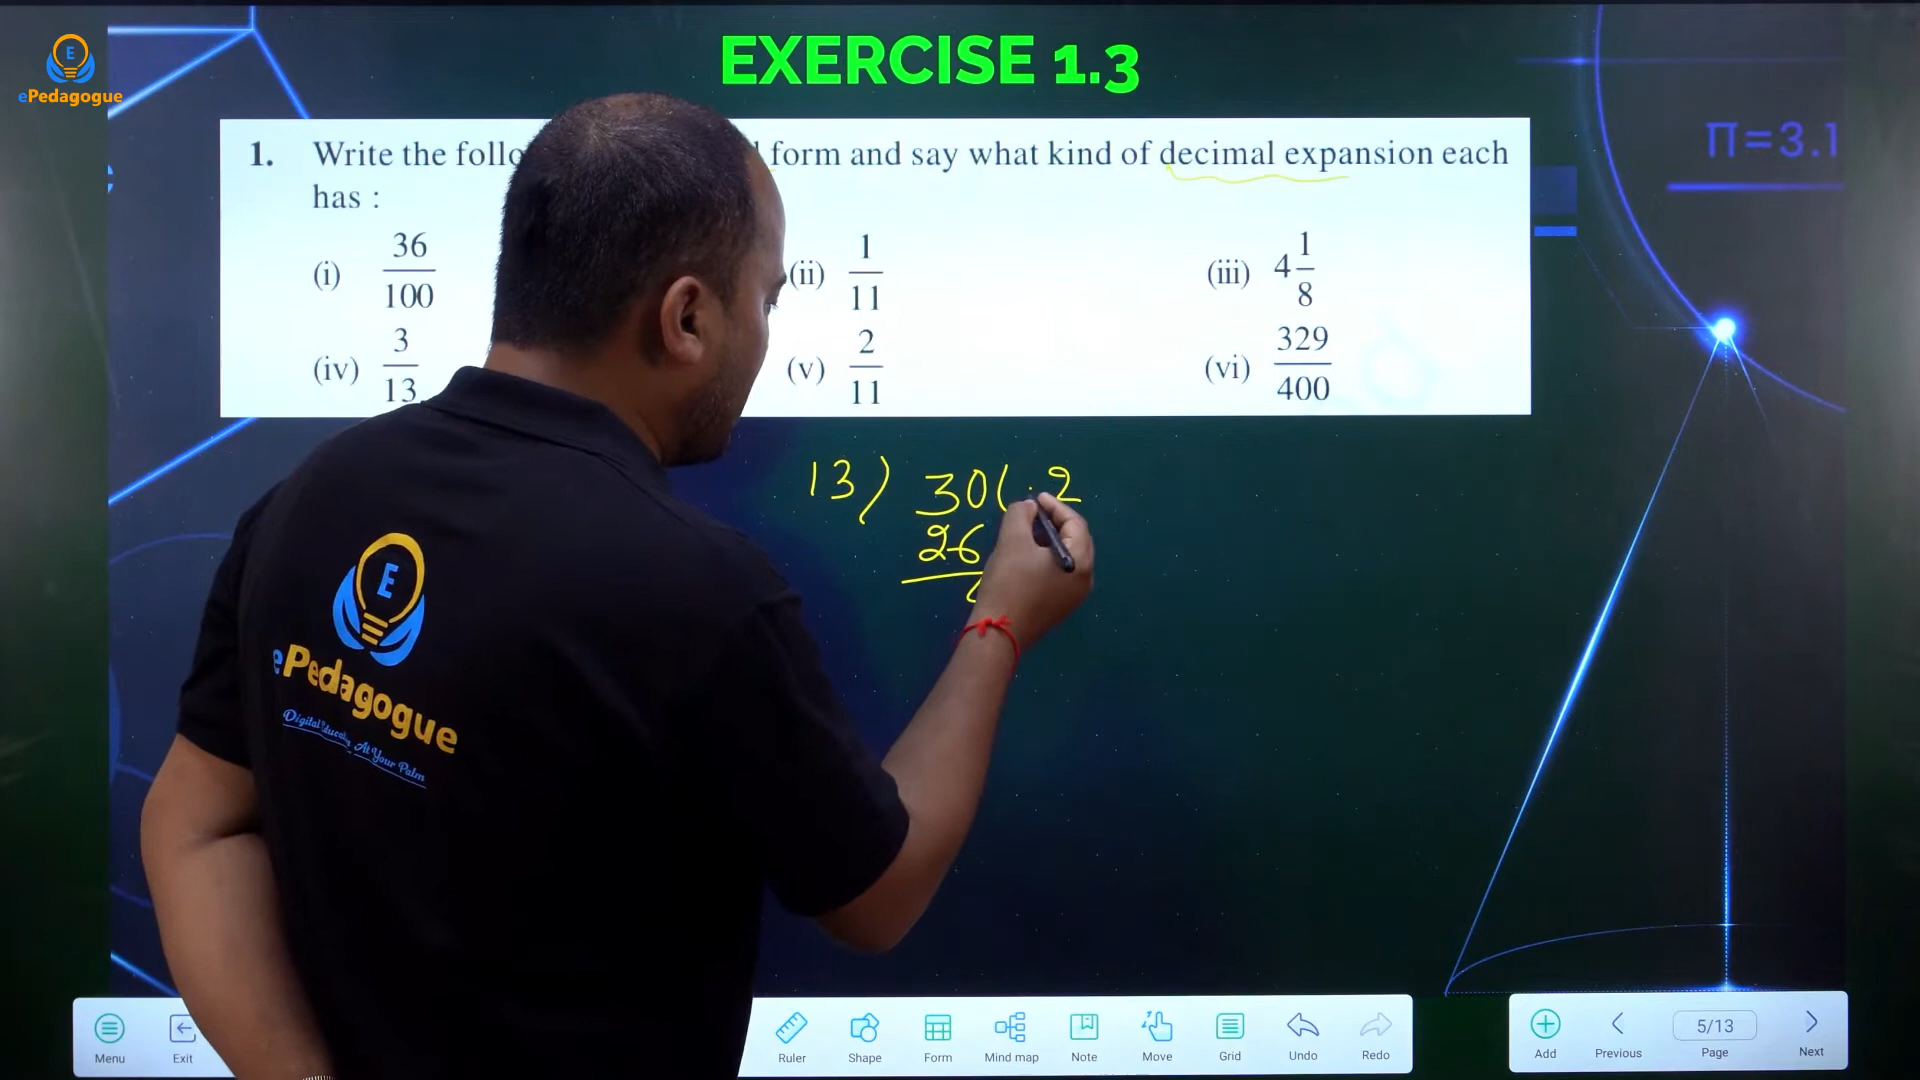 ePedagogue
EXERCISE 1.3
1. Write the follo form and say what kind of decimal expansion each
has :
(i) 36/100 (ii) 1/11 (iii) 4 1/8
(iv) 3/13 (v) 2/11 (vi) 329/400
Π=3.1
13) 30( .2
26
E
ePedagogue
Digital Education At Your Palm
Menu Exit Ruler Shape Form Mind map Note Move Grid Undo Redo
Add Previous 5/13 Page Next